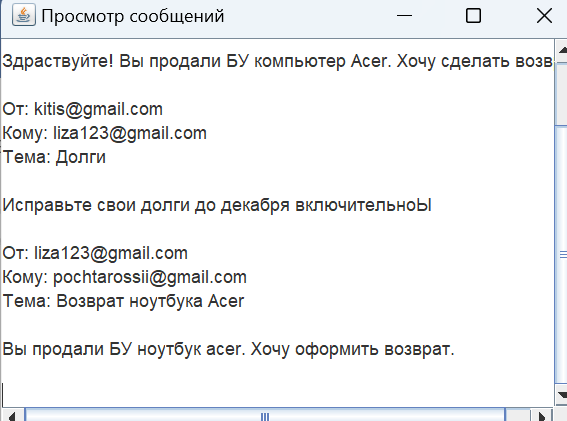 Просмотр сообщений
Здраствуйте! Вы продали БУ компьютер Acer. Хочу сделать возв
От: kitis@gmail.com
Кому: liza123@gmail.com
Тема: Долги
Исправьте свои долги до декабря включительноЫ
От: liza123@gmail.com
Кому: pochtarossii@gmail.com
Тема: Возврат ноутбука Acer
Вы продали БУ ноутбук acer. Хочу оформить возврат.